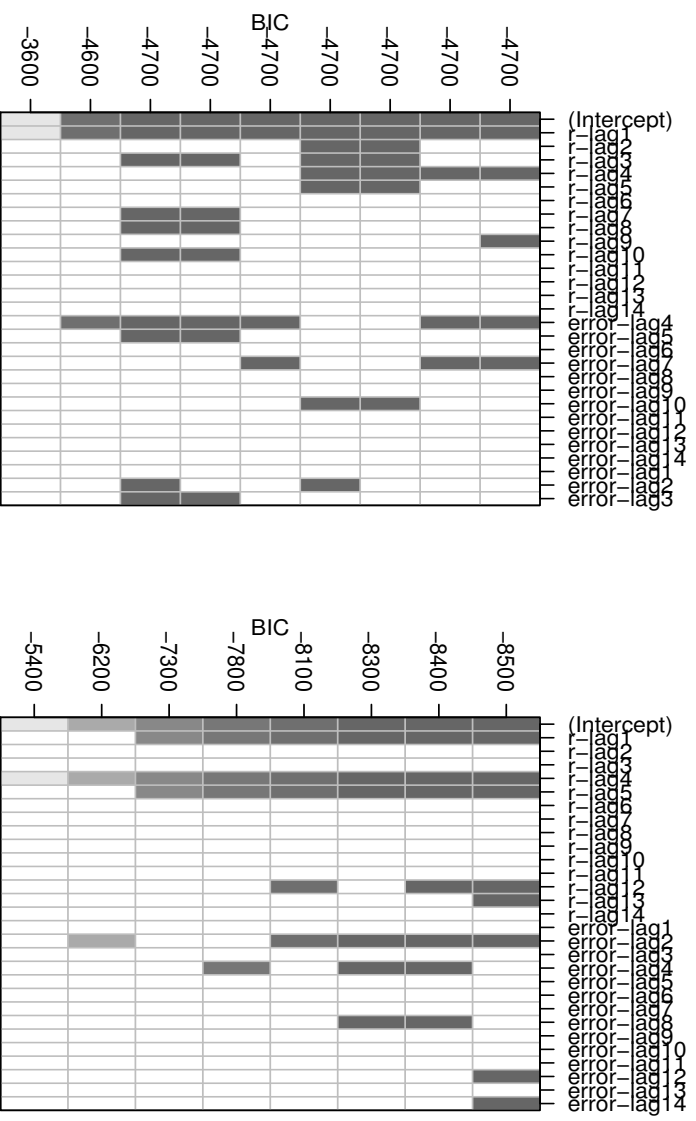 BIC
−3600
−4600
−4700
−4700
−4700
−4700
−4700
−4700
−4700
(Intercept)
r−lag1
r−lag2
r−lag3
r−lag4
r−lag5
r−lag6
r−lag7
r−lag8
r−lag9
r−lag10
r−lag11
r−lag12
r−lag13
r−lag14
error−lag4
error−lag5
error−lag6
error−lag7
error−lag8
error−lag9
error−lag10
error−lag11
error−lag12
error−lag13
error−lag14
error−lag1
error−lag2
error−lag3
BIC
−5400
−6200
−7300
−7800
−8100
−8300
−8400
−8500
(Intercept)
r−lag1
r−lag2
r−lag3
r−lag4
r−lag5
r−lag6
r−lag7
r−lag8
r−lag9
r−lag10
r−lag11
r−lag12
r−lag13
r−lag14
error−lag1
error−lag2
error−lag3
error−lag4
error−lag5
error−lag6
error−lag7
error−lag8
error−lag9
error−lag10
error−lag11
error−lag12
error−lag13
error−lag14